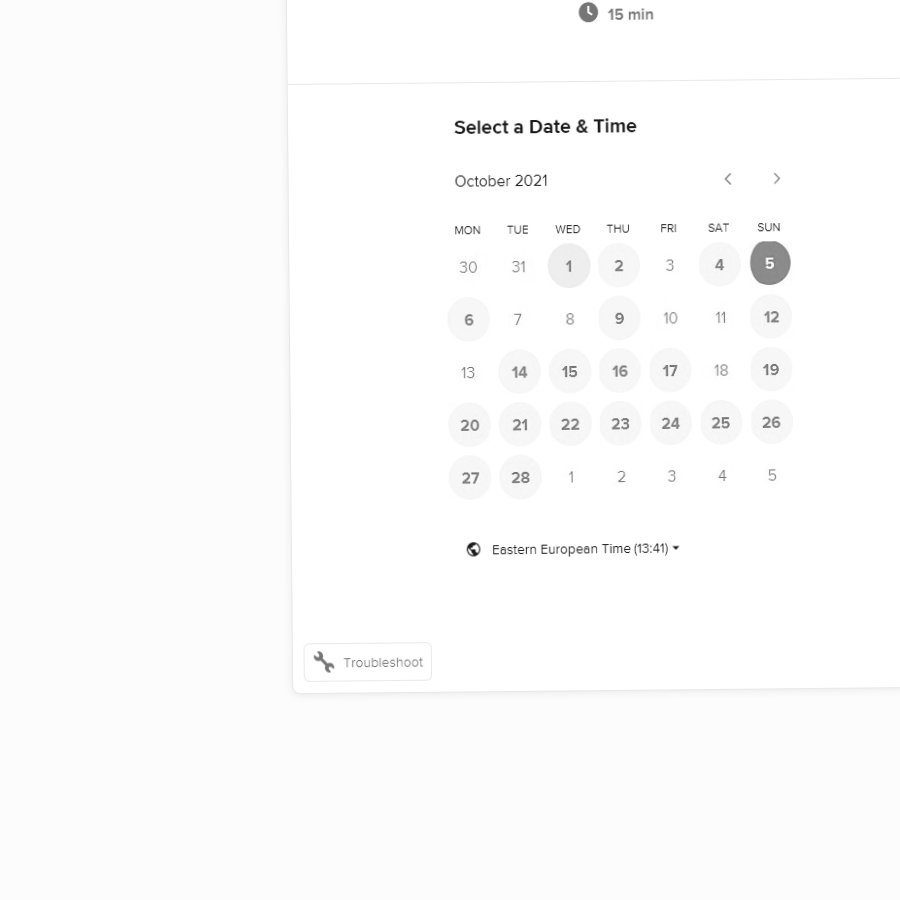 15 min
Select a Date & Time
October 2021
MON TUE WED THU FRI SAT SUN
30 31 1 2 3 4 5
6 7 8 9 10 11 12
13 14 15 16 17 18 19
20 21 22 23 24 25 26
27 28 1 2 3 4 5
Eastern European Time (13:41)
Troubleshoot